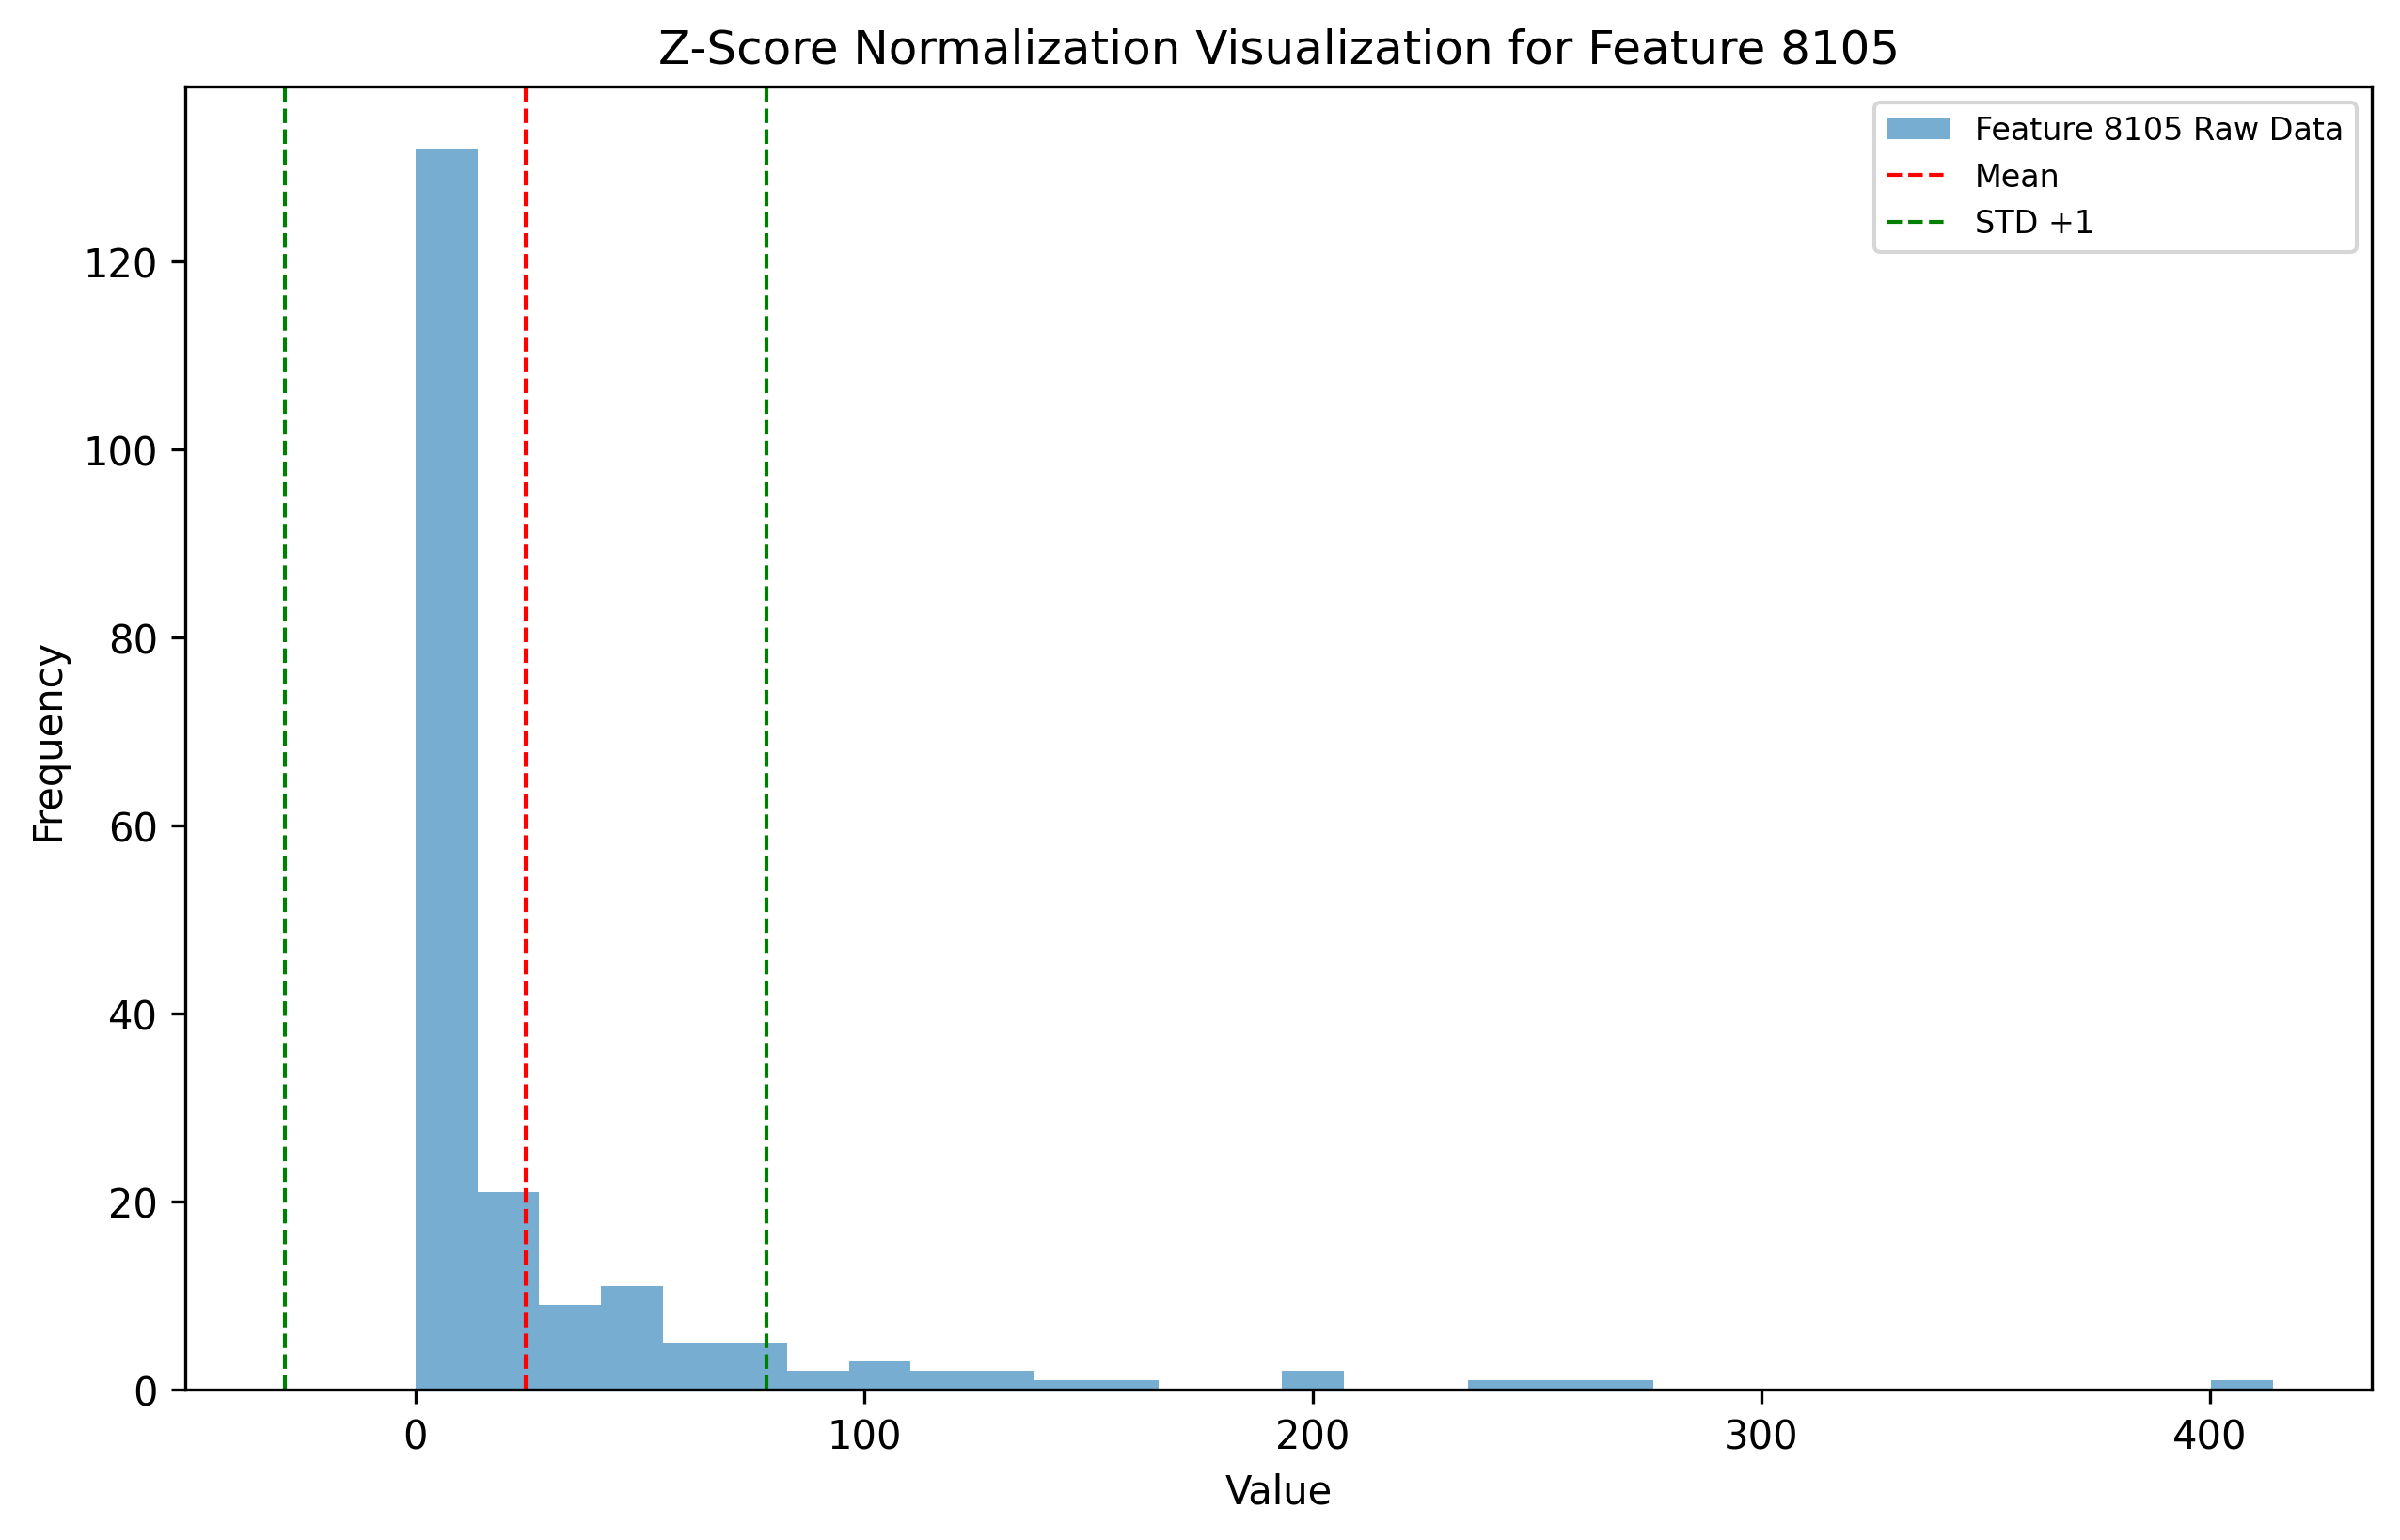 Z-Score Normalization Visualization for Feature 8105
Feature 8105 Raw Data
Mean
STD +1
120
100
80
60
40
20
0
Frequency
0 100 200 300 400
Value